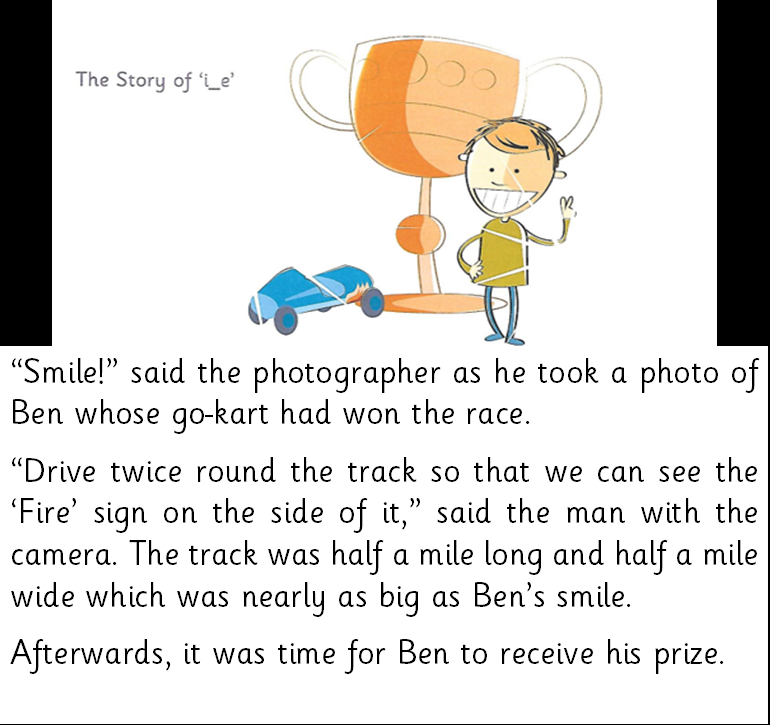 The Story of ‘i_e’
“Smile!” said the photographer as he took a photo of
Ben whose go-kart had won the race.
“Drive twice round the track so that we can see the
‘Fire’ sign on the side of it,” said the man with the
camera. The track was half a mile long and half a mile
wide which was nearly as big as Ben’s smile.
Afterwards, it was time for Ben to receive his prize.